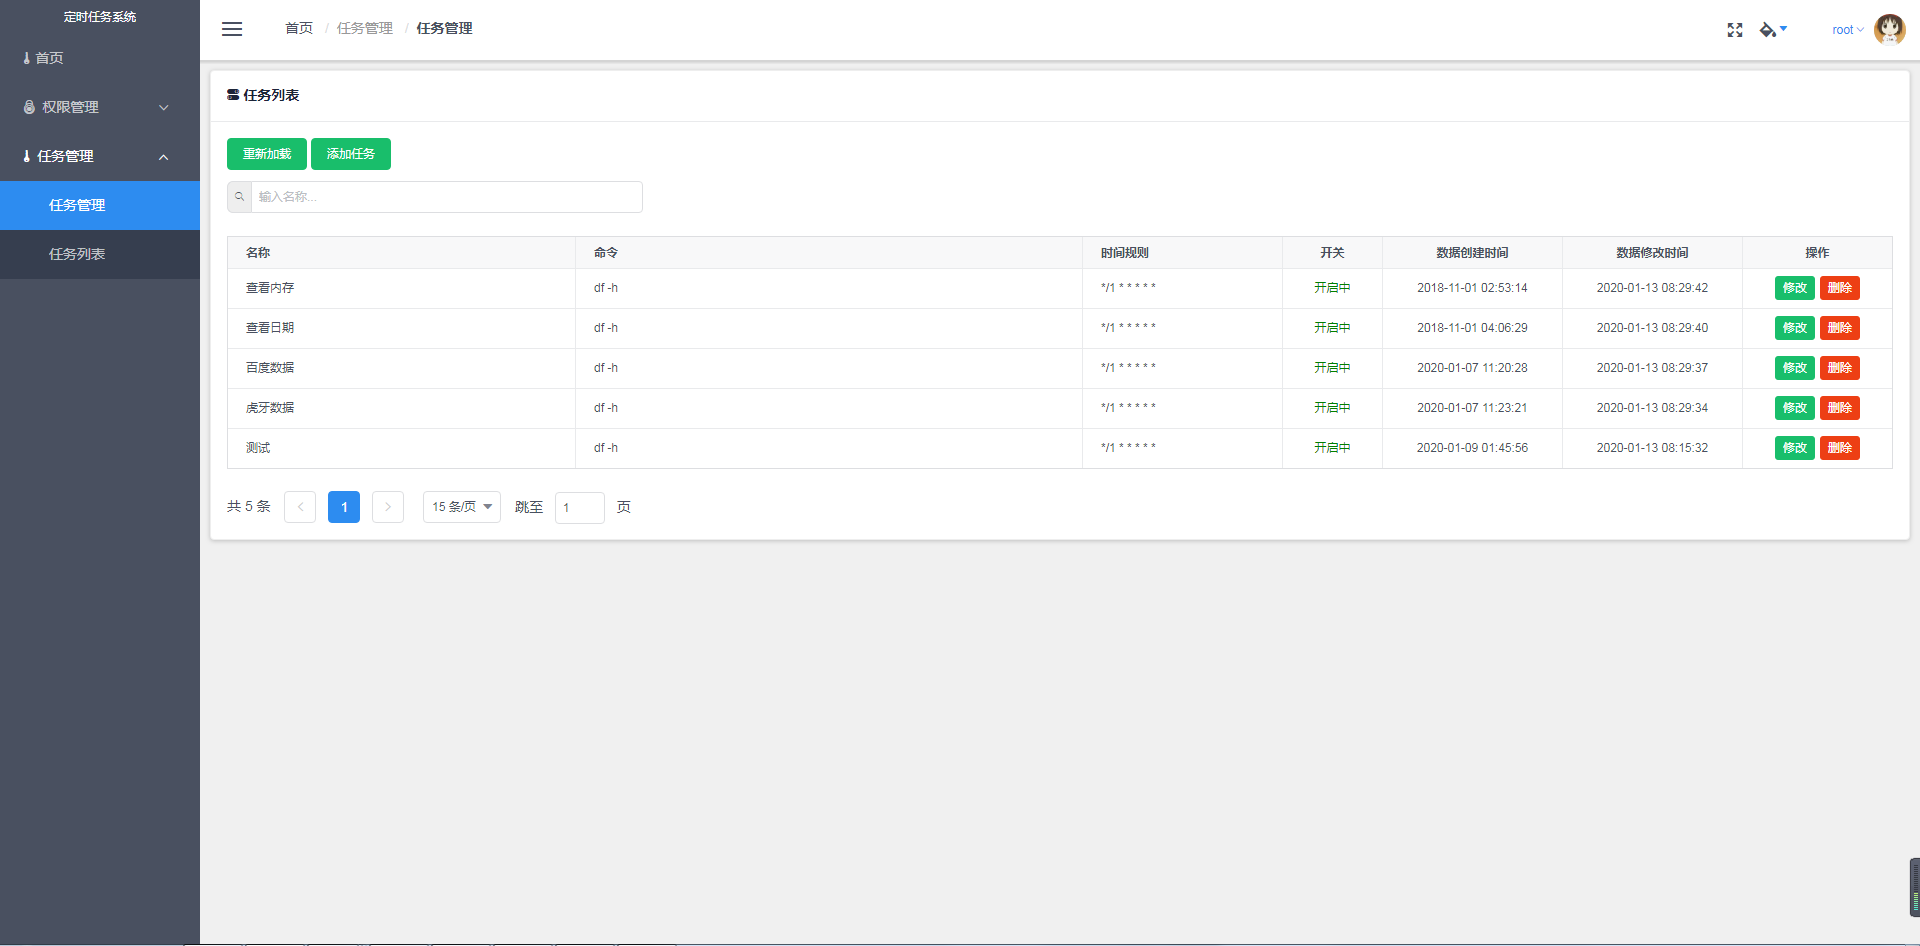 定时任务系统
首页
权限管理
任务管理
任务管理
任务列表
首页 / 任务管理 / 任务管理
root
任务列表
重新加载 添加任务
输入名称...
名称 命令 时间规则 开关 数据创建时间 数据修改时间 操作
查看内存 df -h */1 * * * * * 开启中 2018-11-01 02:53:14 2020-01-13 08:29:42 修改 删除
查看日期 df -h */1 * * * * * 开启中 2018-11-01 04:06:29 2020-01-13 08:29:40 修改 删除
百度数据 df -h */1 * * * * * 开启中 2020-01-07 11:20:28 2020-01-13 08:29:37 修改 删除
虎牙数据 df -h */1 * * * * * 开启中 2020-01-07 11:23:21 2020-01-13 08:29:34 修改 删除
测试 df -h */1 * * * * * 开启中 2020-01-09 01:45:56 2020-01-13 08:15:32 修改 删除
共 5 条 < 1 > 15 条/页 跳至 1 页